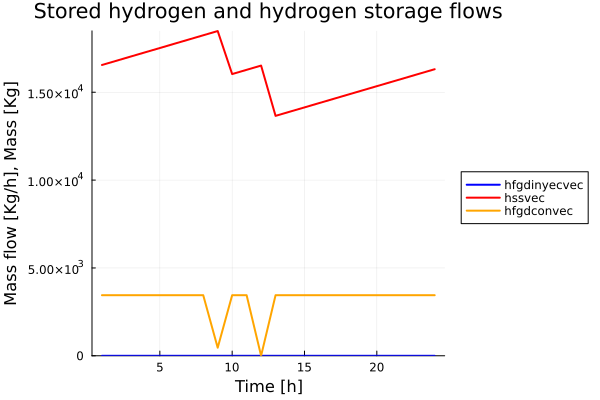 Stored hydrogen and hydrogen storage flows
Mass flow [Kg/h], Mass [Kg]
1.50×10⁴
1.00×10⁴
5.00×10³
0
5 10 15 20
Time [h]
hfgdinyecvec
hssvec
hfgdconvec